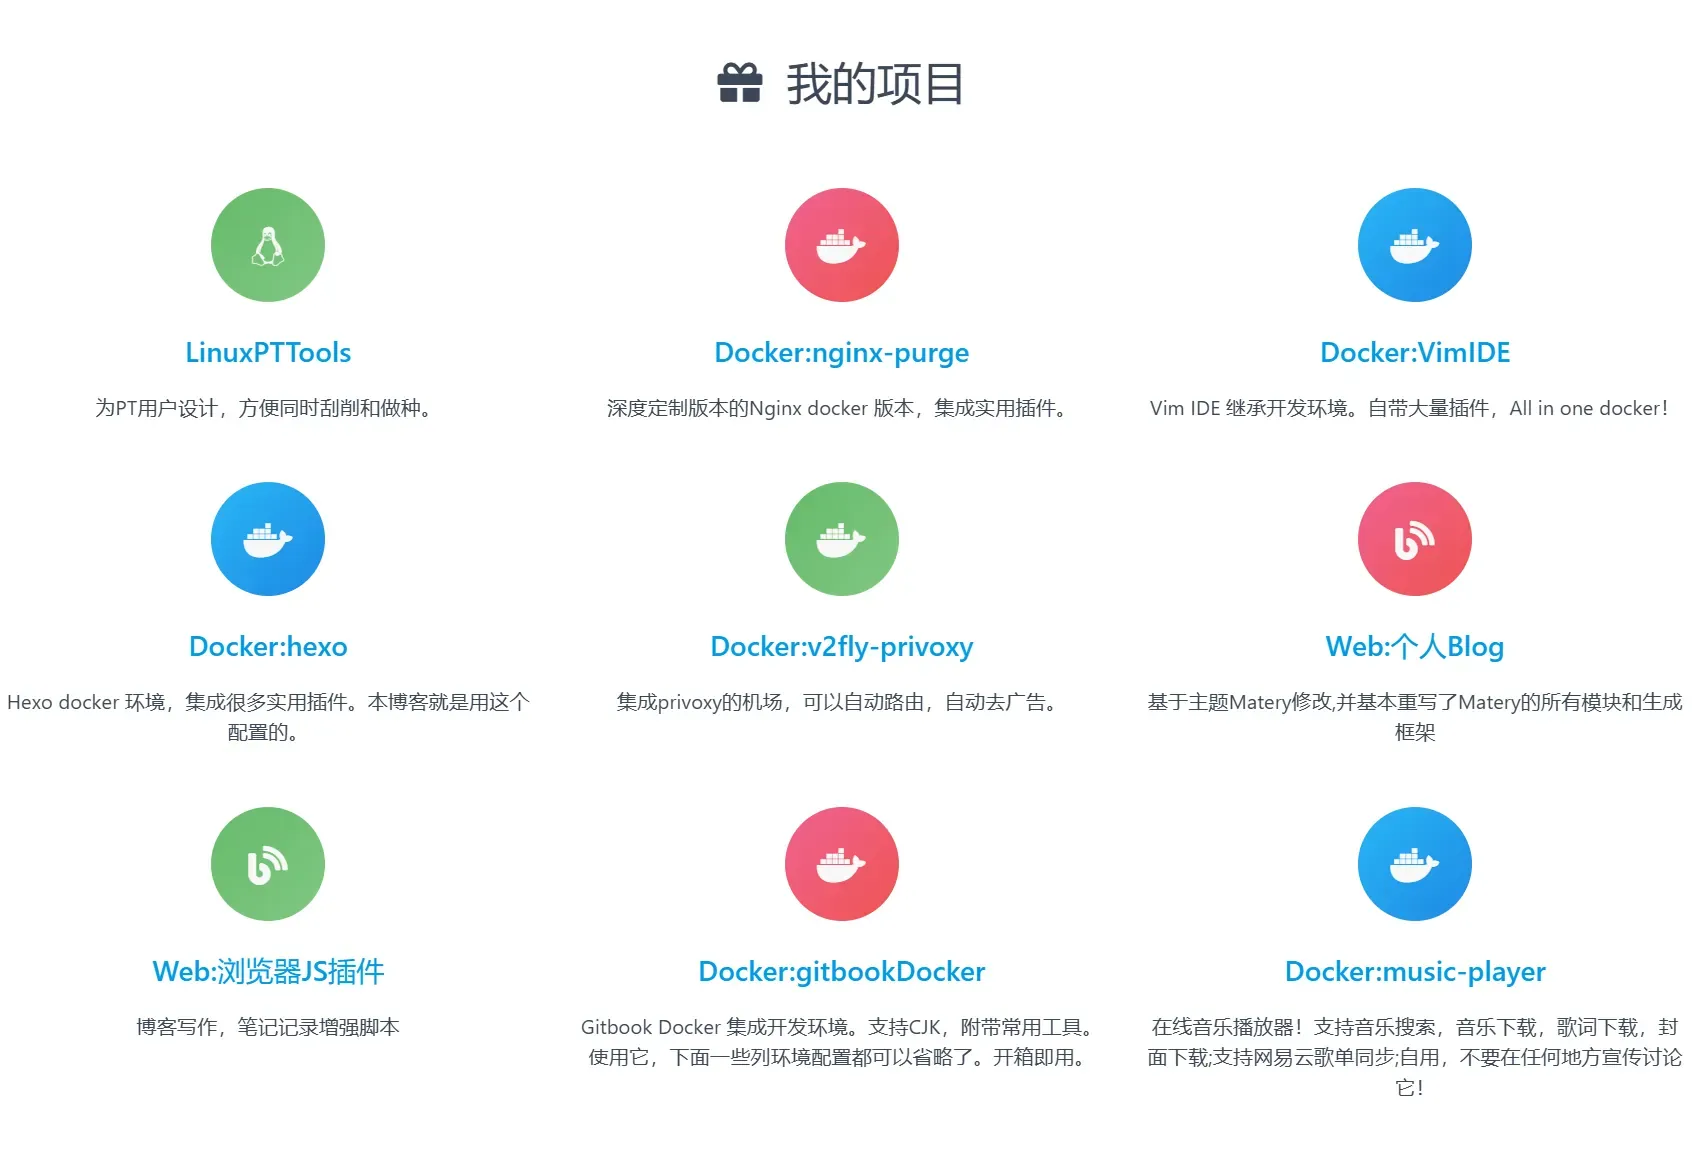 我的项目
LinuxPTTools
为PT用户设计，方便同时刮削和做种。
Docker:nginx-purge
深度定制版本的Nginx docker 版本，集成实用插件。
Docker:VimIDE
Vim IDE 继承开发环境。自带大量插件，All in one docker！
Docker:hexo
Hexo docker 环境，集成很多实用插件。本博客就是用这个
配置的。
Docker:v2fly-privoxy
集成privoxy的机场，可以自动路由，自动去广告。
Web:个人Blog
基于主题Matery修改,并基本重写了Matery的所有模块和生成
框架
Web:浏览器JS插件
博客写作，笔记记录增强脚本
Docker:gitbookDocker
Gitbook Docker 集成开发环境。支持CJK，附带常用工具。
使用它，下面一些列环境配置都可以省略了。开箱即用。
Docker:music-player
在线音乐播放器！支持音乐搜索，音乐下载，歌词下载，封
面下载;支持网易云歌单同步;自用，不要在任何地方宣传讨论
它！